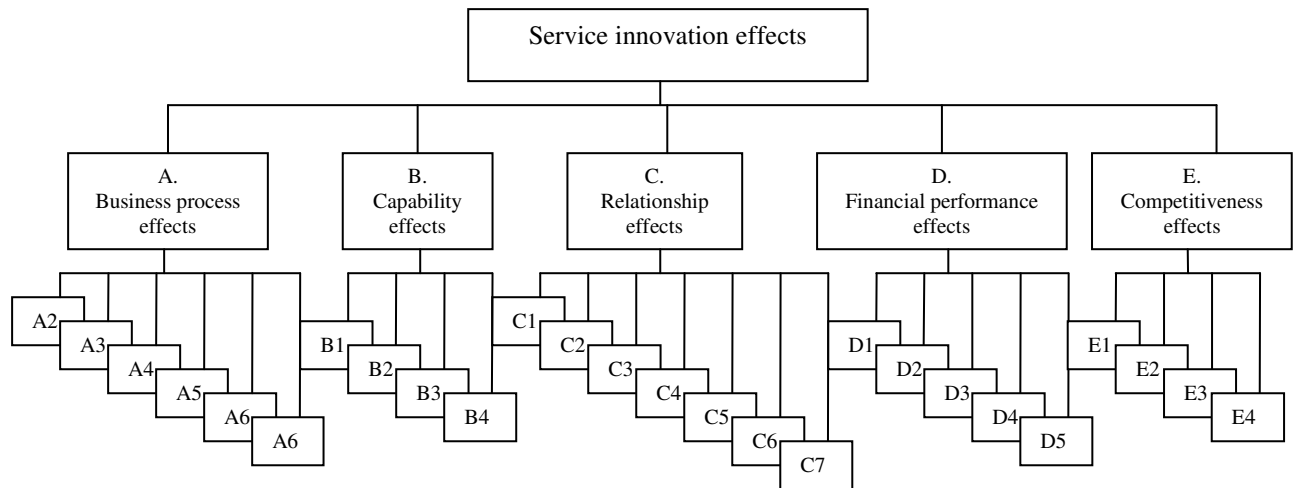 Service innovation effects
A.
Business process
effects
B.
Capability
effects
C.
Relationship
effects
D.
Financial performance
effects
E.
Competitiveness
effects
A2
A3
A4
A5
A6
A6
B1
B2
B3
B4
C1
C2
C3
C4
C5
C6
C7
D1
D2
D3
D4
D5
E1
E2
E3
E4